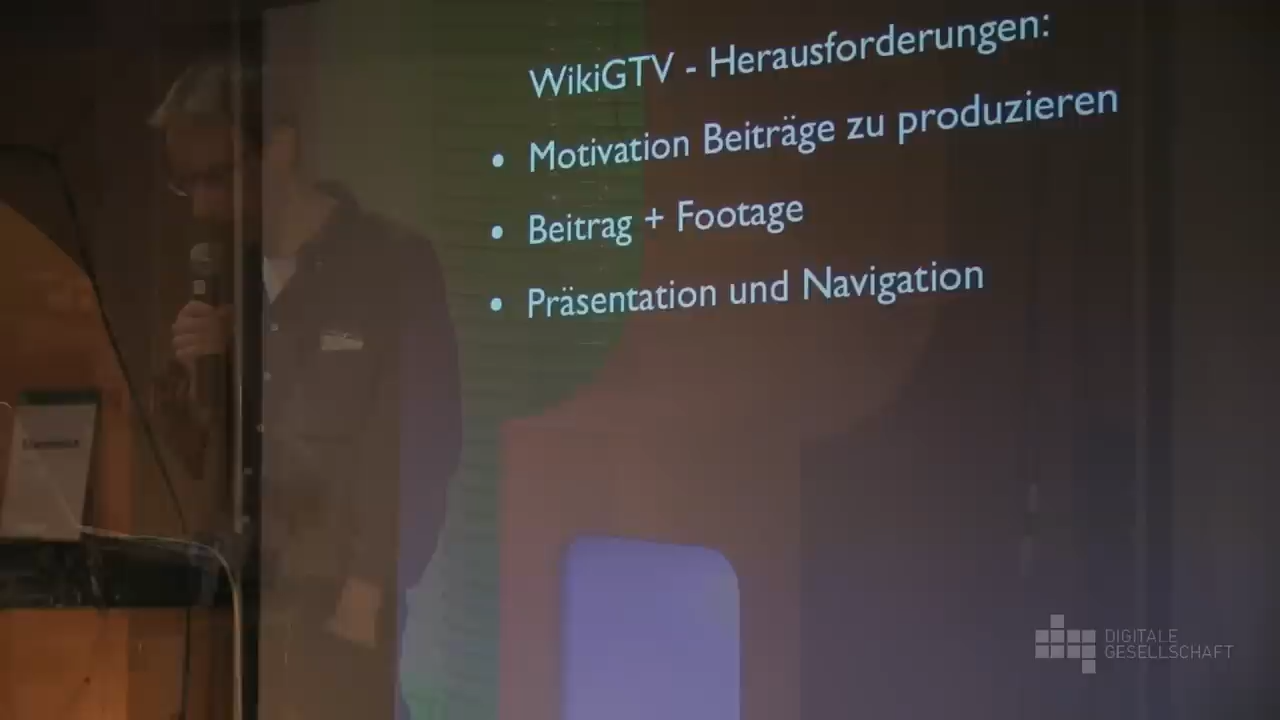 WikiGTV - Herausforderungen:
• Motivation Beiträge zu produzieren
• Beitrag + Footage
• Präsentation und Navigation
DIGITALE
GESELLSCHAFT